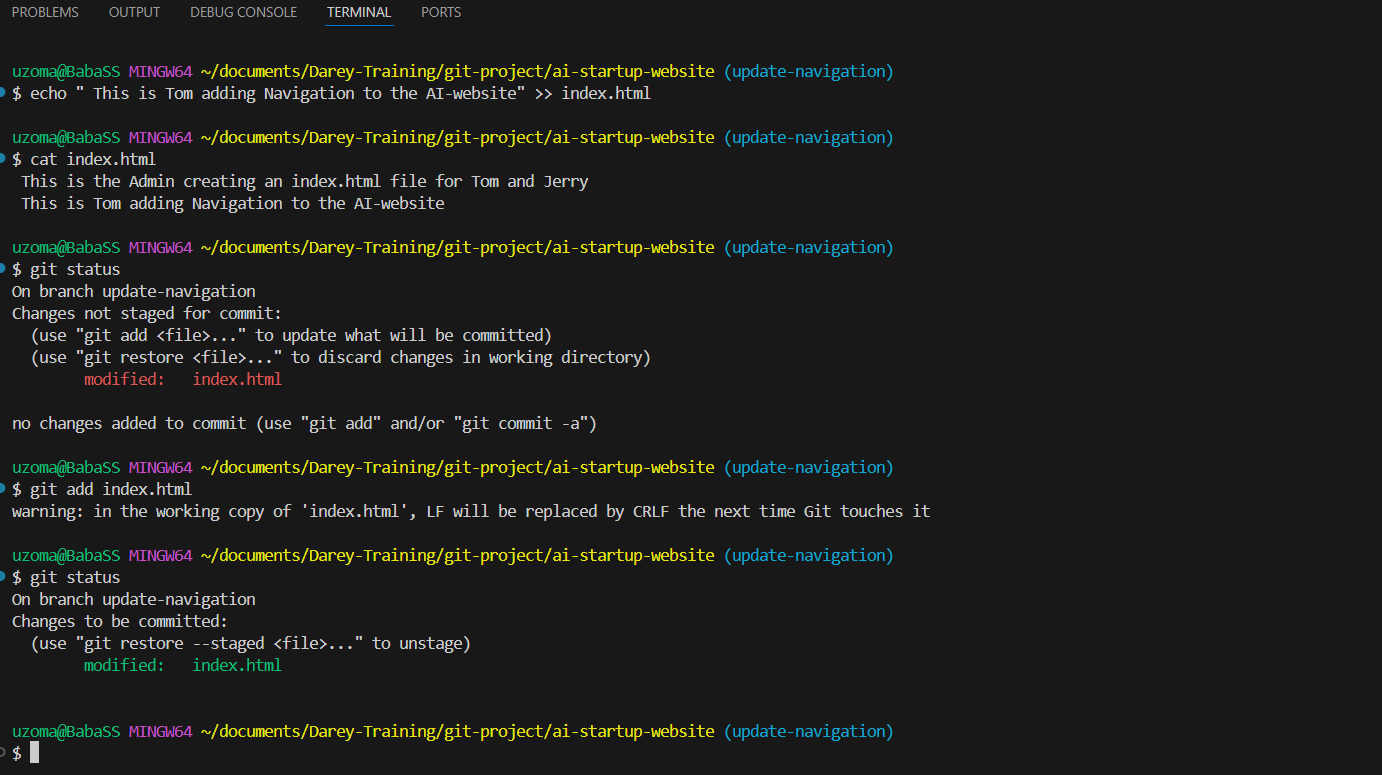 PROBLEMS OUTPUT DEBUG CONSOLE TERMINAL PORTS
uzoma@BabaSS MINGW64 ~/documents/Darey-Training/git-project/ai-startup-website (update-navigation)
$ echo " This is Tom adding Navigation to the AI-website" >> index.html
uzoma@BabaSS MINGW64 ~/documents/Darey-Training/git-project/ai-startup-website (update-navigation)
$ cat index.html
 This is the Admin creating an index.html file for Tom and Jerry
 This is Tom adding Navigation to the AI-website
uzoma@BabaSS MINGW64 ~/documents/Darey-Training/git-project/ai-startup-website (update-navigation)
$ git status
On branch update-navigation
Changes not staged for commit:
  (use "git add <file>..." to update what will be committed)
  (use "git restore <file>..." to discard changes in working directory)
        modified:   index.html
no changes added to commit (use "git add" and/or "git commit -a")
uzoma@BabaSS MINGW64 ~/documents/Darey-Training/git-project/ai-startup-website (update-navigation)
$ git add index.html
warning: in the working copy of 'index.html', LF will be replaced by CRLF the next time Git touches it
uzoma@BabaSS MINGW64 ~/documents/Darey-Training/git-project/ai-startup-website (update-navigation)
$ git status
On branch update-navigation
Changes to be committed:
  (use "git restore --staged <file>..." to unstage)
        modified:   index.html
uzoma@BabaSS MINGW64 ~/documents/Darey-Training/git-project/ai-startup-website (update-navigation)
$